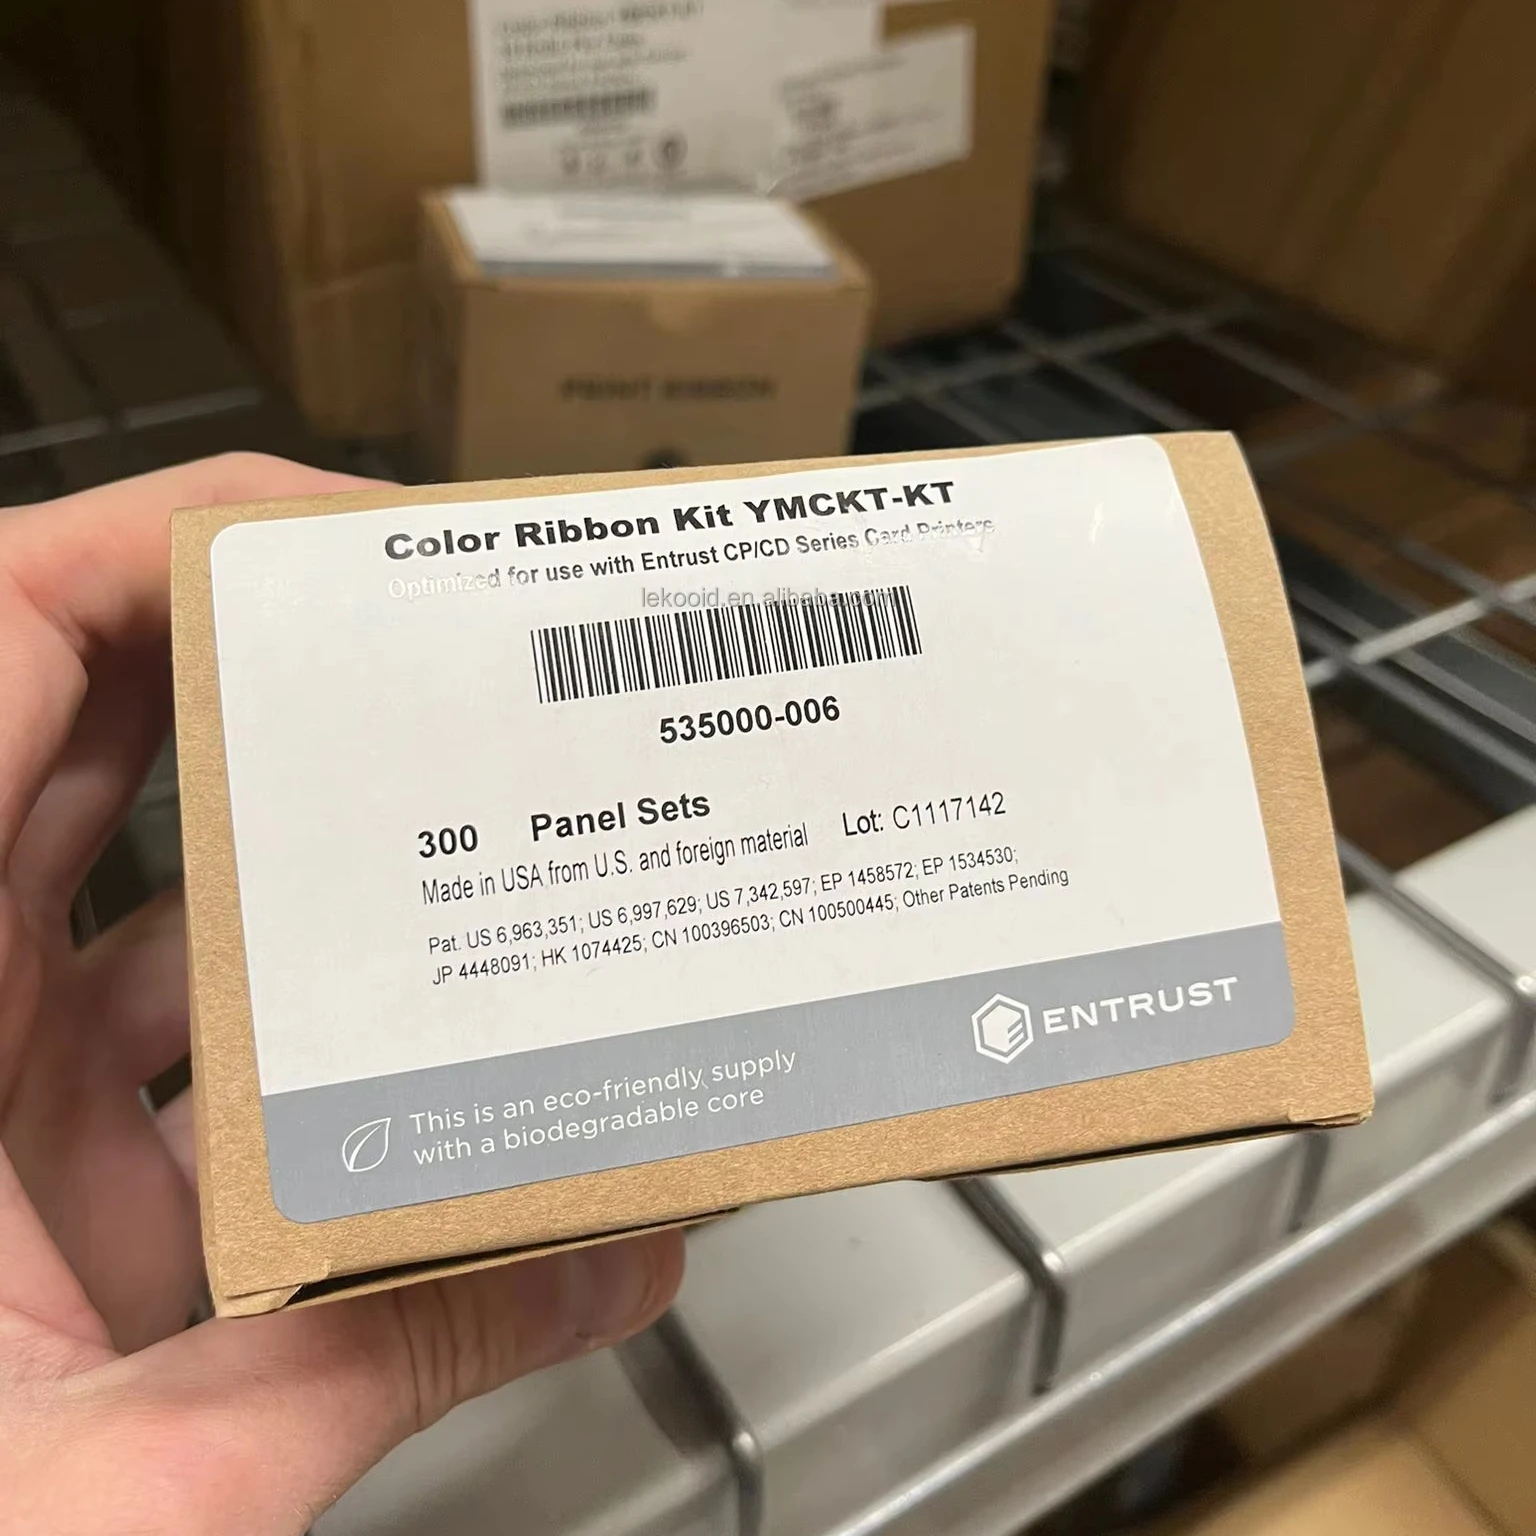 PRINT RIBBON
Color Ribbon Kit YMCKT-KT
Optimized for use with Entrust CP/CD Series Card Printers
lekooid.en.alibaba.com
535000-006
300 Panel Sets
Made in USA from U.S. and foreign material Lot: C1117142
Pat. US 6,963,351; US 6,997,629; US 7,342,597; EP 1458572; EP 1534530;
JP 4448091; HK 1074425; CN 100396503; CN 100500445; Other Patents Pending
ENTRUST
This is an eco-friendly supply
with a biodegradable core